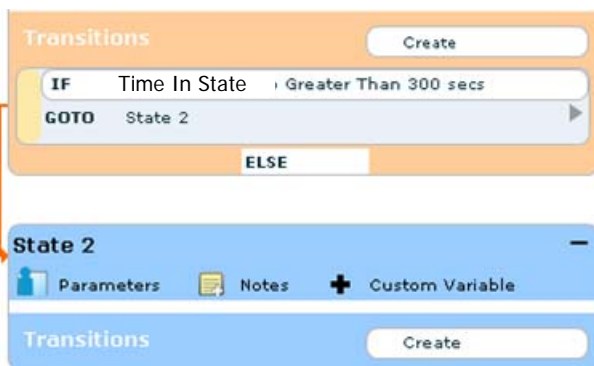 Transitions Create
IF Time In State Greater Than 300 secs
GOTO State 2
ELSE
State 2
Parameters Notes Custom Variable
Transitions Create